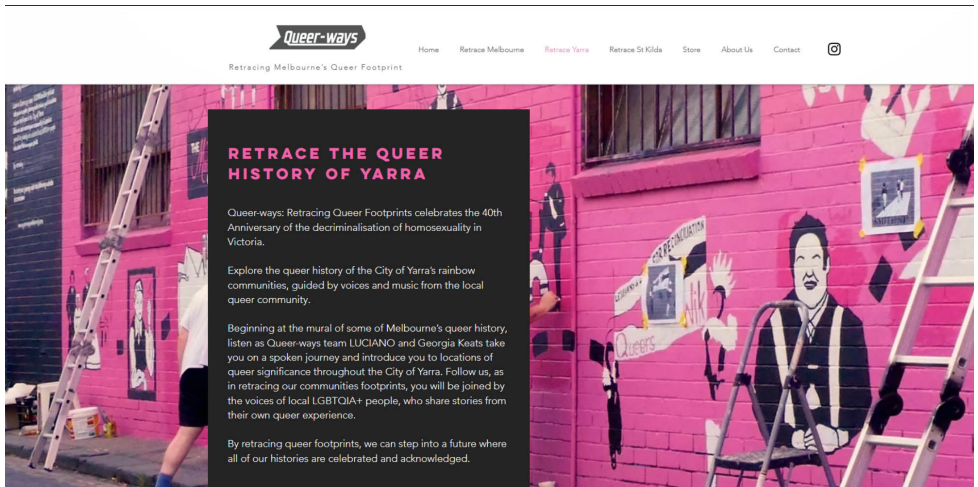 Queer-ways
Retracing Melbourne's Queer Footprint
Home Retrace Melbourne Retrace Yarra Retrace St Kilda Store About Us Contact
RETRACE THE QUEER
HISTORY OF YARRA
Queer-ways: Retracing Queer Footprints celebrates the 40th
Anniversary of the decriminalisation of homosexuality in
Victoria.
Explore the queer history of the City of Yarra's rainbow
communities, guided by voices and music from the local
queer community.
Beginning at the mural of some of Melbourne's queer history,
listen as Queer-ways team LUCIANO and Georgia Keats take
you on a spoken journey and introduce you to locations of
queer significance throughout the City of Yarra. Follow us, as
in retracing our communities footprints, you will be joined by
the voices of local LGBTQIA+ people, who share stories from
their own queer experience.
By retracing queer footprints, we can step into a future where
all of our histories are celebrated and acknowledged.
THE
FOR RECONCILIATION
Nik
Queers